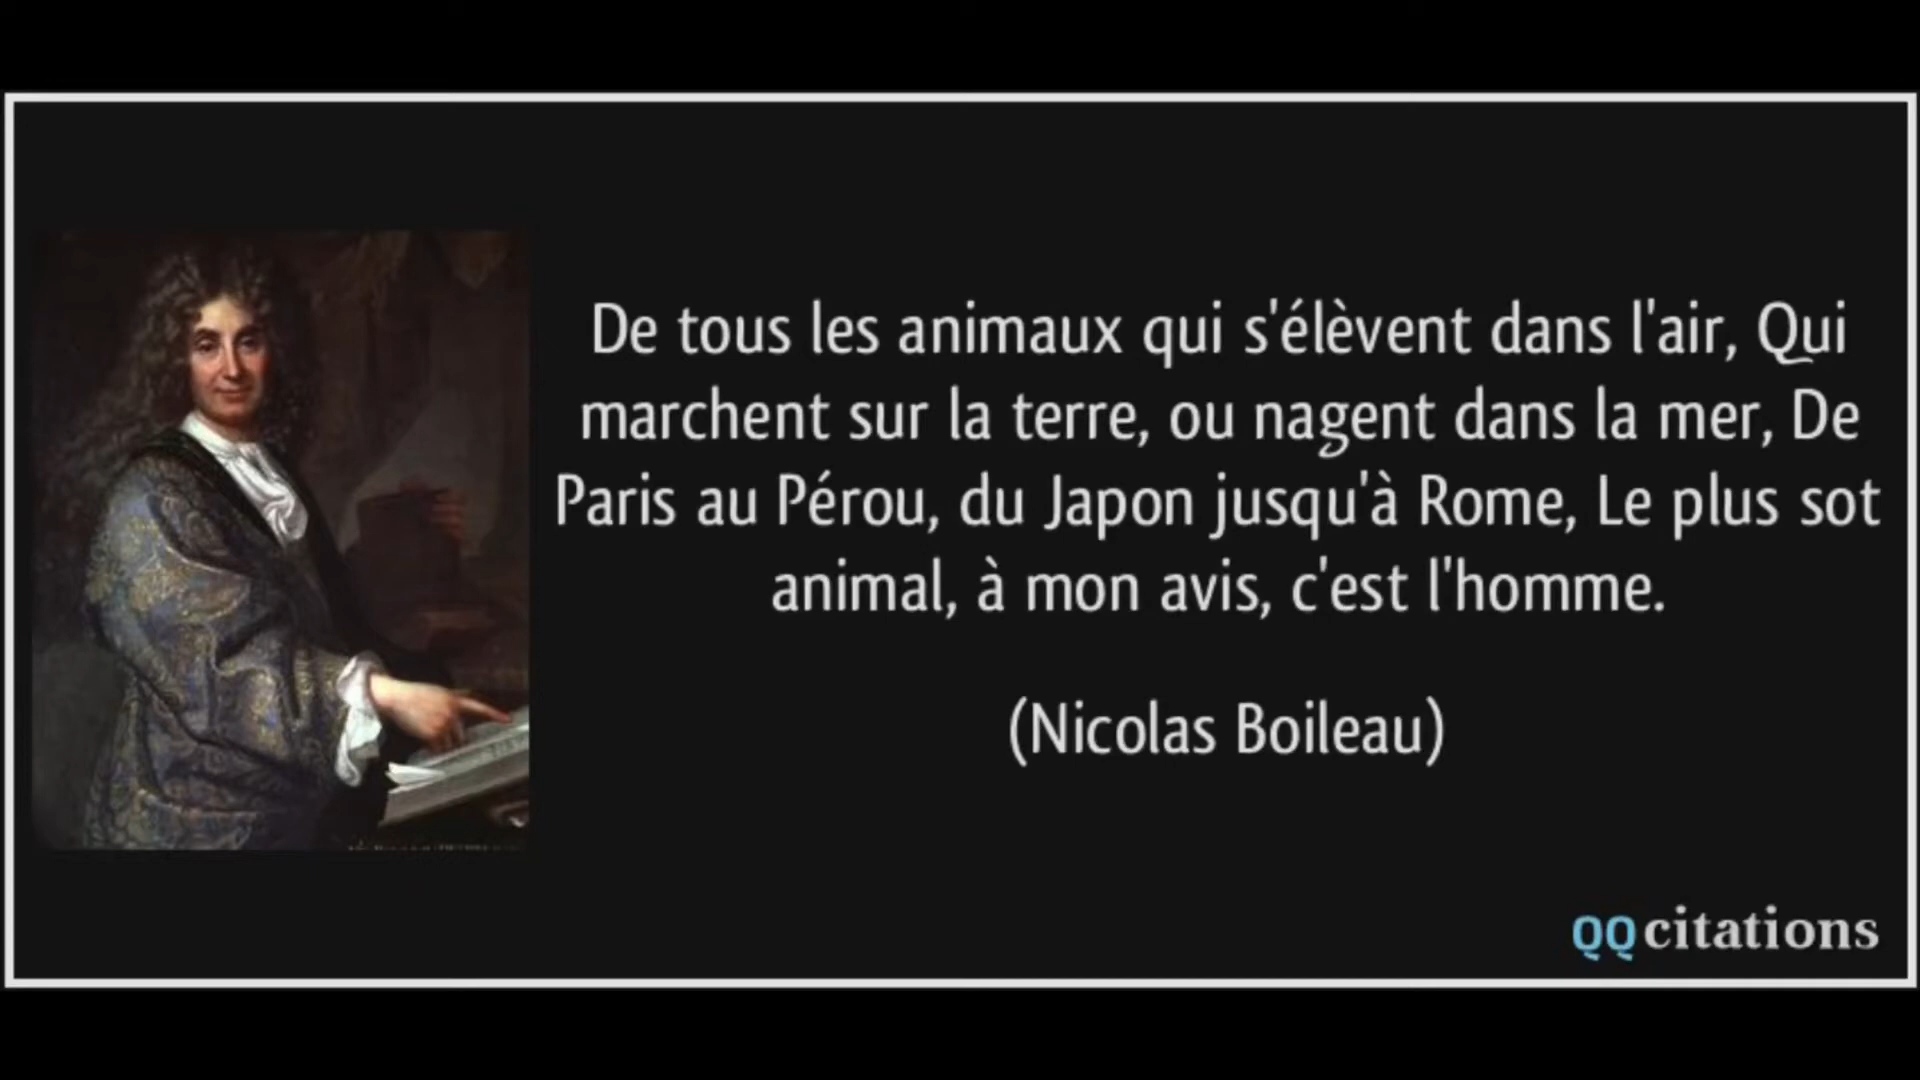 De tous les animaux qui s'élèvent dans l'air, Qui
marchent sur la terre, ou nagent dans la mer, De
Paris au Pérou, du Japon jusqu'à Rome, Le plus sot
animal, à mon avis, c'est l'homme.
(Nicolas Boileau)
QQcitations